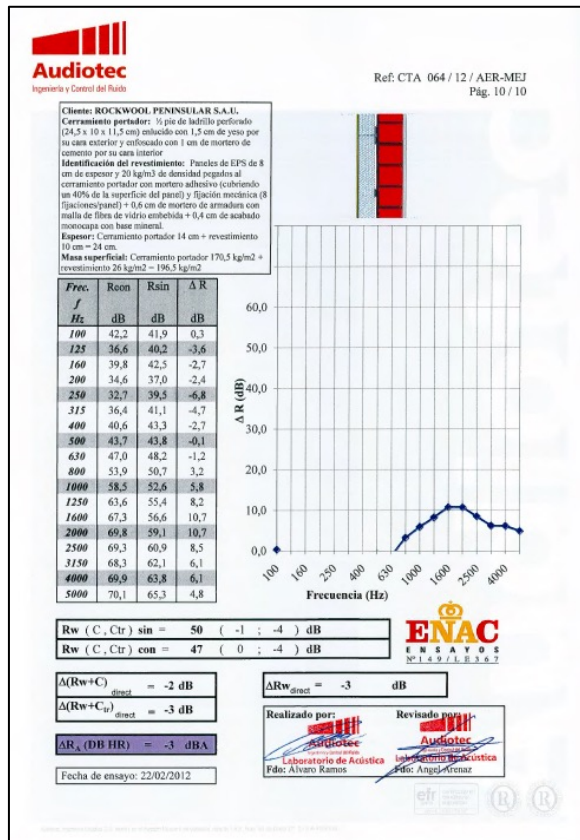 Audiotec
Ingeniería y Control del Ruido
Ref: CTA 064 / 12 / AER-MEJ
Pág. 10 / 10
Cliente: ROCKWOOL PENINSULAR S.A.U.
Cerramiento portador: ½ pie de ladrillo perforado
(24,5 x 10 x 11,5 cm) enlucido con 1,5 cm de yeso por
su cara exterior y enfoscado con 1 cm de mortero de
cemento por su cara interior
Identificación del revestimiento: Paneles de EPS de 8
cm de espesor y 20 kg/m3 de densidad pegados al
cerramiento portador con mortero adhesivo (cubriendo
un 40% de la superficie del panel) y fijación mecánica (8
fijaciones/panel) + 0,6 cm de mortero de armadura con
malla de fibra de vidrio embebida + 0,4 cm de acabado
monocapa con base mineral.
Espesor: Cerramiento portador 14 cm + revestimiento
10 cm = 24 cm.
Masa superficial: Cerramiento portador 170,5 kg/m2 +
revestimiento 26 kg/m2 = 196,5 kg/m2
Frec. Rcon Rsin Δ R
f
Hz dB dB dB
100 42,2 41,9 0,3
125 36,6 40,2 -3,6
160 39,8 42,5 -2,7
200 34,6 37,0 -2,4
250 32,7 39,5 -6,8
315 36,4 41,1 -4,7
400 40,6 43,3 -2,7
500 43,7 43,8 -0,1
630 47,0 48,2 -1,2
800 53,9 50,7 3,2
1000 58,5 52,6 5,8
1250 63,6 55,4 8,2
1600 67,3 56,6 10,7
2000 69,8 59,1 10,7
2500 69,3 60,9 8,5
3150 68,3 62,1 6,1
4000 69,9 63,8 6,1
5000 70,1 65,3 4,8
Δ R (dB)
60,0
50,0
40,0
30,0
20,0
10,0
0,0
100 160 250 400 630 1000 1600 2500 4000
Frecuencia (Hz)
Rw ( C , Ctr ) sin = 50 ( -1 ; -4 ) dB
Rw ( C , Ctr ) con = 47 ( 0 ; -4 ) dB
ENAC
ENSAYOS
Nº 149 / LE 367
Δ(Rw+C) direct = -2 dB
Δ(Rw+Ctr) direct = -3 dB
ΔRw direct = -3 dB
ΔRA (DB HR) = -3 dBA
Fecha de ensayo: 22/02/2012
Realizado por:
Audiotec
Laboratorio de Acústica
Fdo: Álvaro Ramos
Revisado por:
Audiotec
Laboratorio de Acústica
Fdo: Angel Arenaz
efr